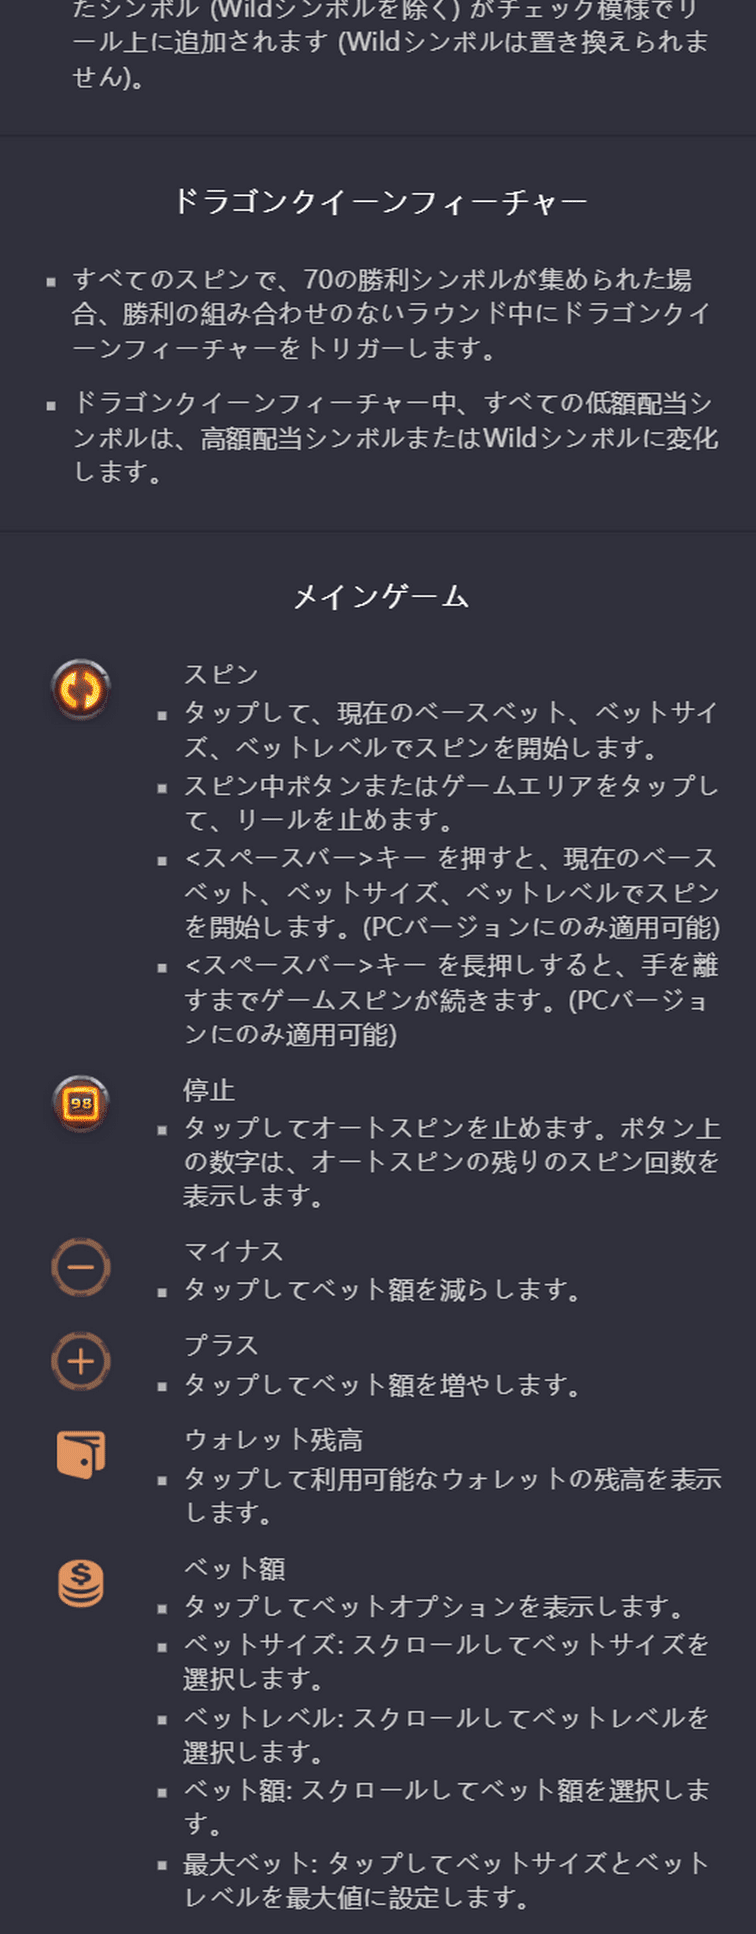 たシンボル (Wildシンボルを除く) がチェック模様でリ
ール上に追加されます (Wildシンボルは置き換えられま
せん)。
ドラゴンクイーンフィーチャー
▪ すべてのスピンで、70の勝利シンボルが集められた場
合、勝利の組み合わせのないラウンド中にドラゴンクイ
ーンフィーチャーをトリガーします。
▪ ドラゴンクイーンフィーチャー中、すべての低額配当シ
ンボルは、高額配当シンボルまたはWildシンボルに変化
します。
メインゲーム
スピン
▪ タップして、現在のベースベット、ベットサイ
ズ、ベットレベルでスピンを開始します。
▪ スピン中ボタンまたはゲームエリアをタップし
て、リールを止めます。
▪ <スペースバー>キー を押すと、現在のベース
ベット、ベットサイズ、ベットレベルでスピン
を開始します。(PCバージョンにのみ適用可能)
▪ <スペースバー>キー を長押しすると、手を離
すまでゲームスピンが続きます。(PCバージョ
ンにのみ適用可能)
98
停止
▪ タップしてオートスピンを止めます。ボタン上
の数字は、オートスピンの残りのスピン回数を
表示します。
マイナス
▪ タップしてベット額を減らします。
プラス
▪ タップしてベット額を増やします。
ウォレット残高
▪ タップして利用可能なウォレットの残高を表示
します。
$
ベット額
▪ タップしてベットオプションを表示します。
▪ ベットサイズ: スクロールしてベットサイズを
選択します。
▪ ベットレベル: スクロールしてベットレベルを
選択します。
▪ ベット額: スクロールしてベット額を選択しま
す。
▪ 最大ベット: タップしてベットサイズとベット
レベルを最大値に設定します。